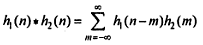 h₁(n)*h₂(n) = ∑_{m=-∞}^{∞} h₁(n-m)h₂(m)